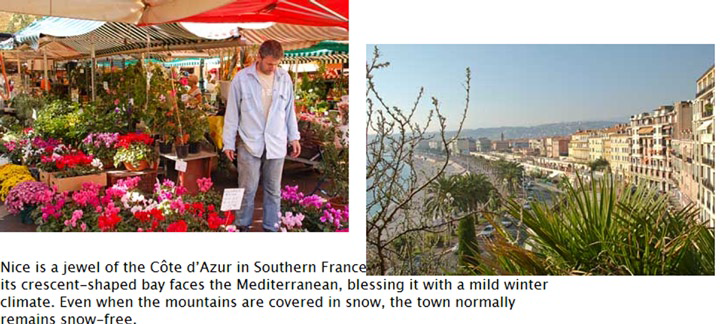 Nice is a jewel of the Côte d’Azur in Southern France
its crescent-shaped bay faces the Mediterranean, blessing it with a mild winter
climate. Even when the mountains are covered in snow, the town normally
remains snow-free.